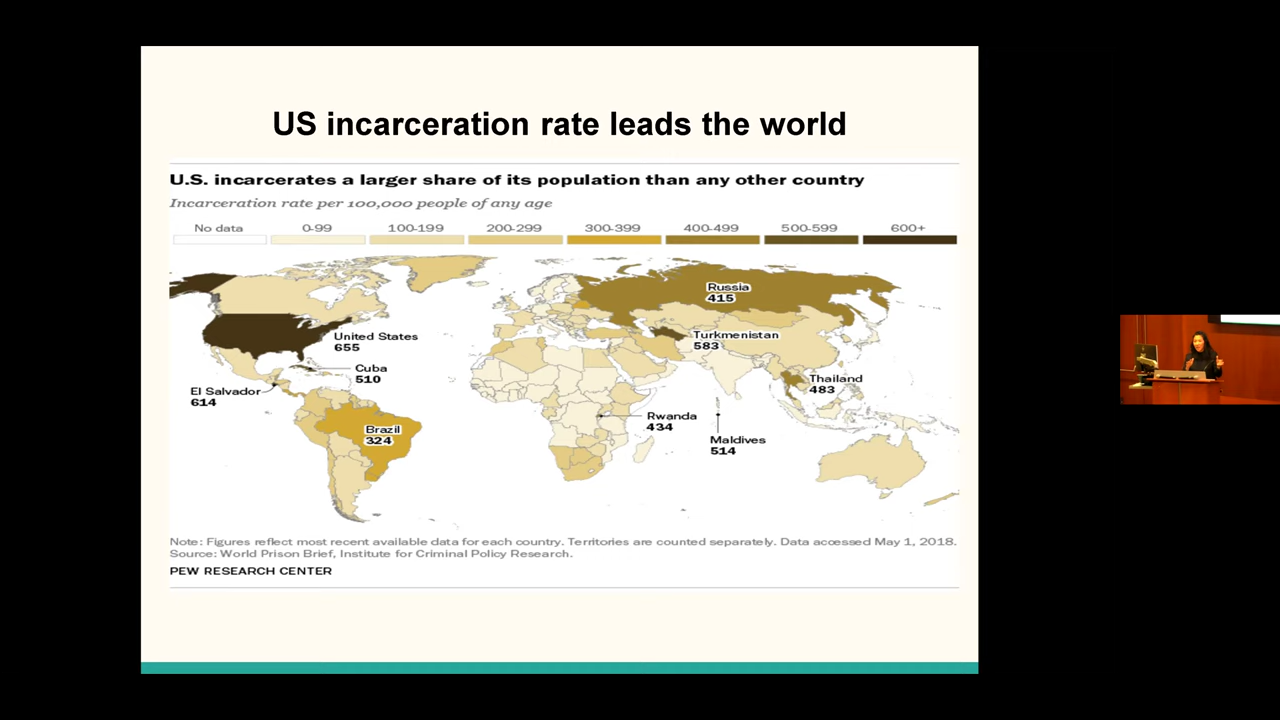 US incarceration rate leads the world
U.S. incarcerates a larger share of its population than any other country
Incarceration rate per 100,000 people of any age
No data 0-99 100-199 200-299 300-399 400-499 500-599 600+
Russia
415
United States
655
Turkmenistan
583
Cuba
510
El Salvador
614
Thailand
483
Brazil
324
Rwanda
434
Maldives
514
Note: Figures reflect most recent available data for each country. Territories are counted separately. Data accessed May 1, 2018.
Source: World Prison Brief, Institute for Criminal Policy Research.
PEW RESEARCH CENTER